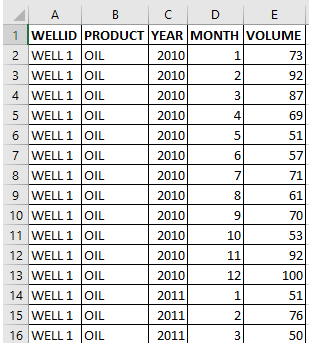 A B C D E
1 WELLID PRODUCT YEAR MONTH VOLUME
2 WELL 1 OIL 2010 1 73
3 WELL 1 OIL 2010 2 92
4 WELL 1 OIL 2010 3 87
5 WELL 1 OIL 2010 4 69
6 WELL 1 OIL 2010 5 51
7 WELL 1 OIL 2010 6 57
8 WELL 1 OIL 2010 7 71
9 WELL 1 OIL 2010 8 61
10 WELL 1 OIL 2010 9 70
11 WELL 1 OIL 2010 10 53
12 WELL 1 OIL 2010 11 92
13 WELL 1 OIL 2010 12 100
14 WELL 1 OIL 2011 1 51
15 WELL 1 OIL 2011 2 76
16 WELL 1 OIL 2011 3 50